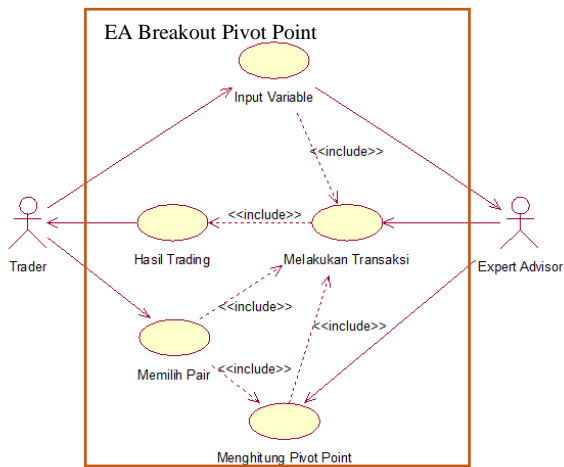 EA Breakout Pivot Point
Input Variable
<<include>>
<<include>>
Trader
Hasil Trading
Melakukan Transaksi
Expert Advisor
<<include>>
<<include>>
Memilih Pair
<<include>>
Menghitung Pivot Point